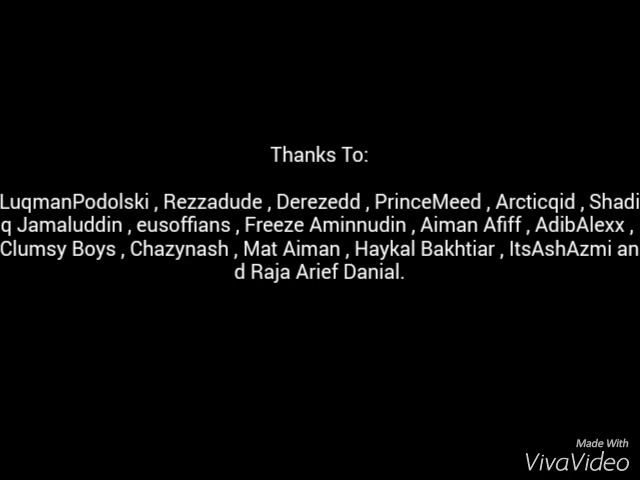 Thanks To:
LuqmanPodolski , Rezzadude , Derezedd , PrinceMeed , Arcticqid , Shadi
q Jamaluddin , eusoffians , Freeze Aminnudin , Aiman Afiff , AdibAlexx ,
Clumsy Boys , Chazynash , Mat Aiman , Haykal Bakhtiar , ItsAshAzmi an
d Raja Arief Danial.
Made With
VivaVideo